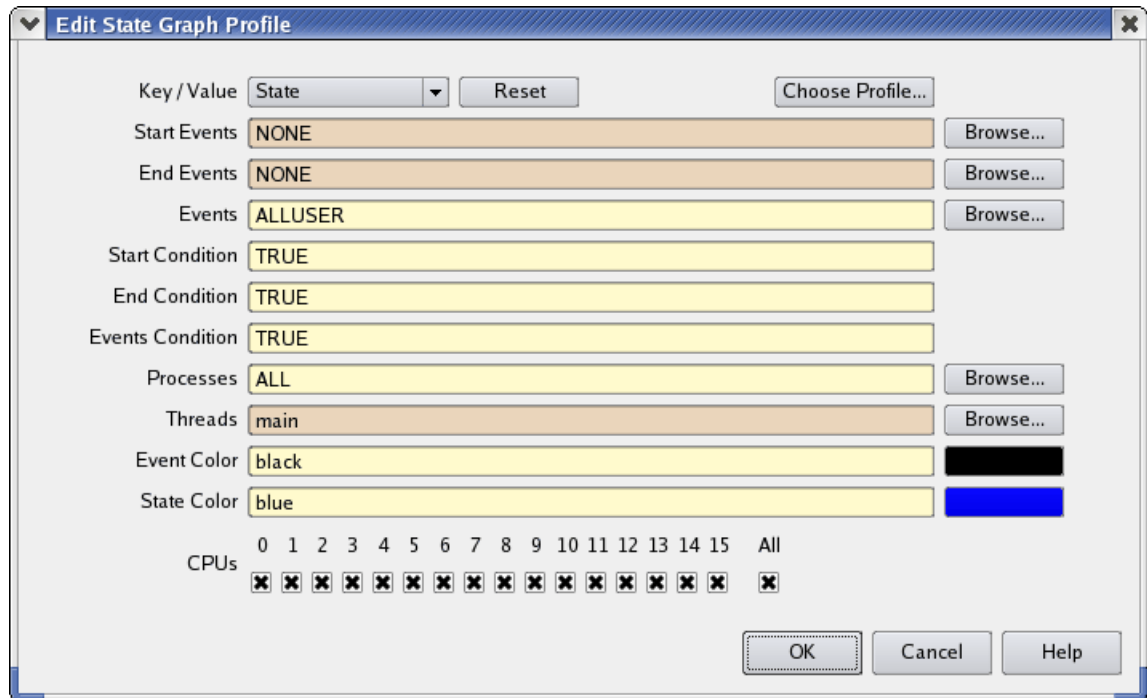 Edit State Graph Profile
Key / Value State Reset Choose Profile...
Start Events NONE Browse...
End Events NONE Browse...
Events ALLUSER Browse...
Start Condition TRUE
End Condition TRUE
Events Condition TRUE
Processes ALL Browse...
Threads main Browse...
Event Color black
State Color blue
0 1 2 3 4 5 6 7 8 9 10 11 12 13 14 15 All
CPUs
OK Cancel Help